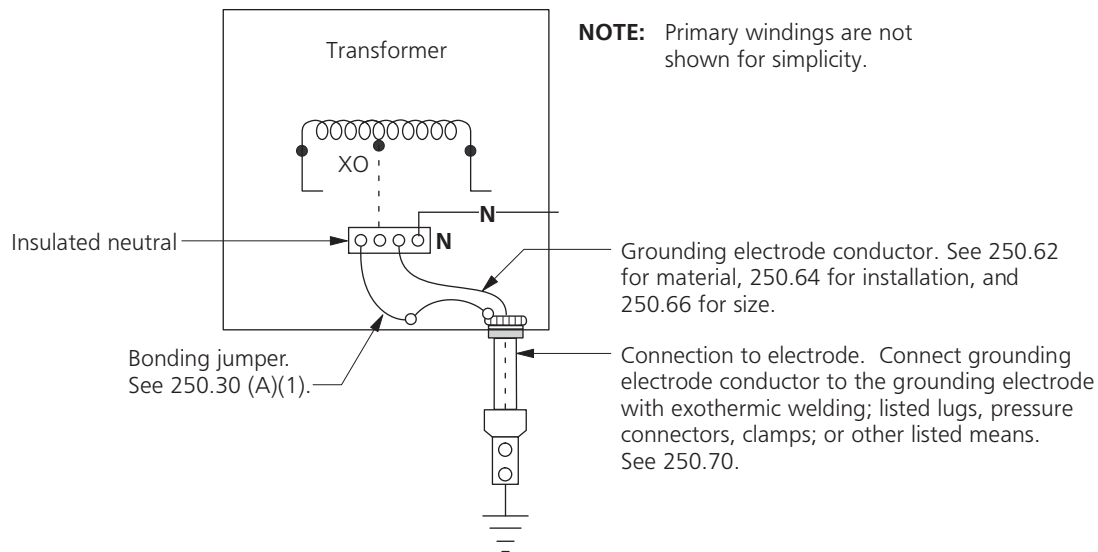 Transformer
NOTE: Primary windings are not
shown for simplicity.
XO
N
Insulated neutral
N
Grounding electrode conductor. See 250.62
for material, 250.64 for installation, and
250.66 for size.
Bonding jumper.
See 250.30 (A)(1).
Connection to electrode. Connect grounding
electrode conductor to the grounding electrode
with exothermic welding; listed lugs, pressure
connectors, clamps; or other listed means.
See 250.70.